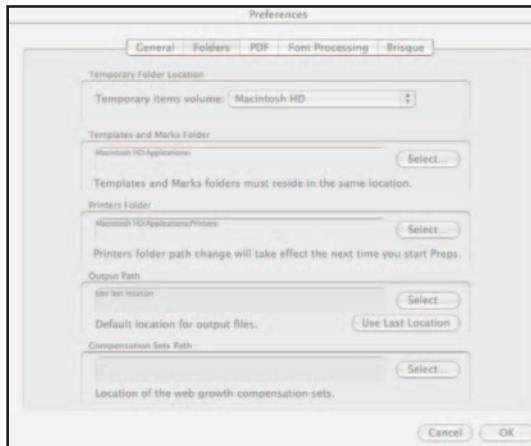 Preferences
General Folders PDF Font Processing Brisque
Temporary Folder Location
Temporary items volume: Macintosh HD
Templates and Marks Folder
Macintosh HD:Applications:
Select...
Templates and Marks folders must reside in the same location.
Printers Folder
Macintosh HD:Applications:Printers:
Select...
Printers folder path change will take effect the next time you start Preps.
Output Path
Use last location
Select...
Default location for output files.
Use Last Location
Compensation Sets Path
Select...
Location of the web growth compensation sets.
Cancel OK